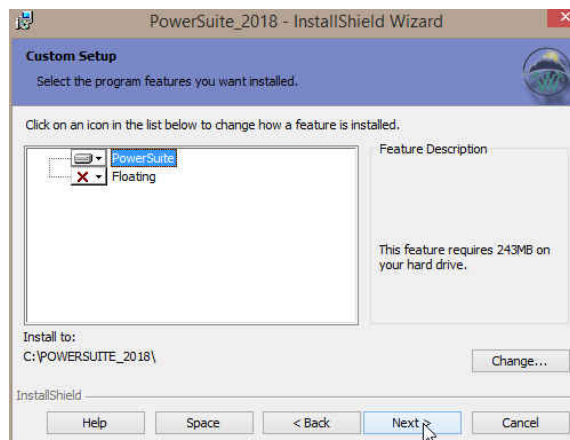 PowerSuite_2018 - InstallShield Wizard
Custom Setup
Select the program features you want installed.
Click on an icon in the list below to change how a feature is installed.
PowerSuite
Floating
Feature Description
This feature requires 243MB on
your hard drive.
Install to:
C:\POWERSUITE_2018\
Change...
InstallShield
Help
Space
< Back
Next >
Cancel